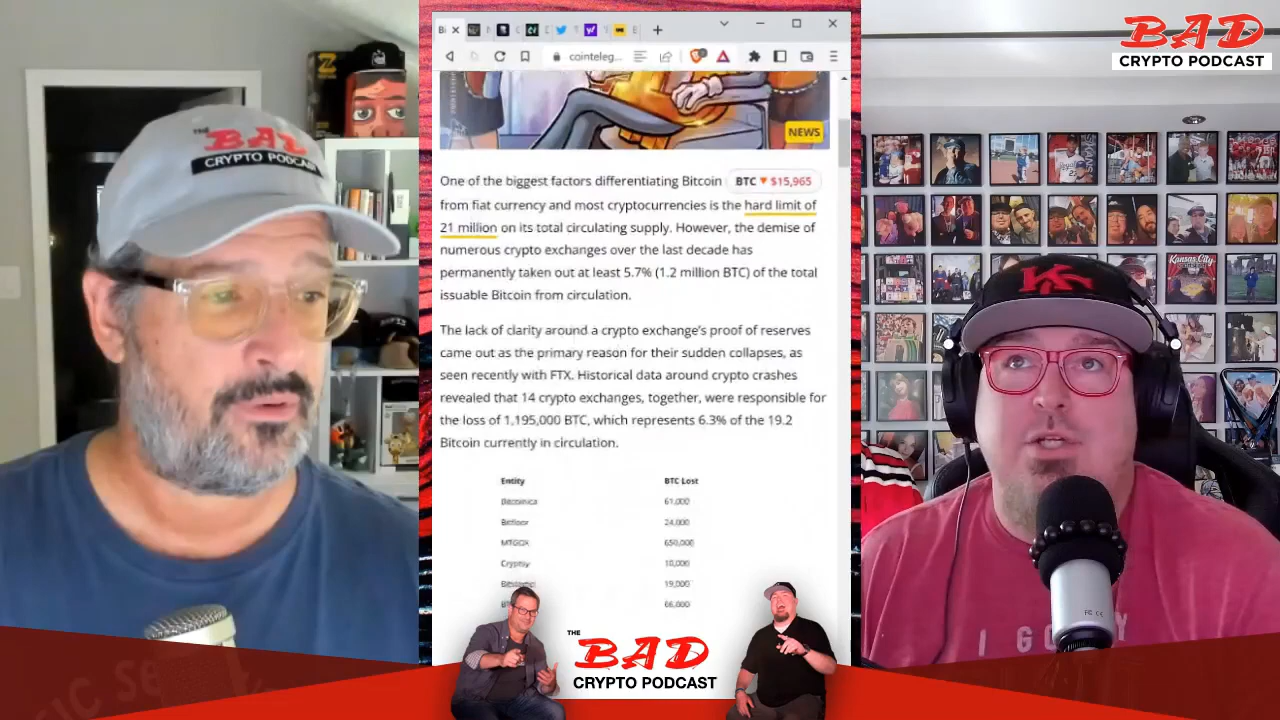 BAD
CRYPTO PODCAST
THE
BAD
CRYPTO PODCAST
cointeleg...
NEWS
One of the biggest factors differentiating Bitcoin BTC ▼ $15,965
from fiat currency and most cryptocurrencies is the hard limit of
21 million on its total circulating supply. However, the demise of
numerous crypto exchanges over the last decade has
permanently taken out at least 5.7% (1.2 million BTC) of the total
issuable Bitcoin from circulation.
The lack of clarity around a crypto exchange's proof of reserves
came out as the primary reason for their sudden collapses, as
seen recently with FTX. Historical data around crypto crashes
revealed that 14 crypto exchanges, together, were responsible for
the loss of 1,195,000 BTC, which represents 6.3% of the 19.2
Bitcoin currently in circulation.
Entity BTC Lost
Bitcoinica 61,000
Bitfloor 24,000
MTGOX 650,000
Cryptsy 10,000
19,000
66,000
Kansas City
Royals
KC
I GO
THE
BAD
CRYPTO PODCAST